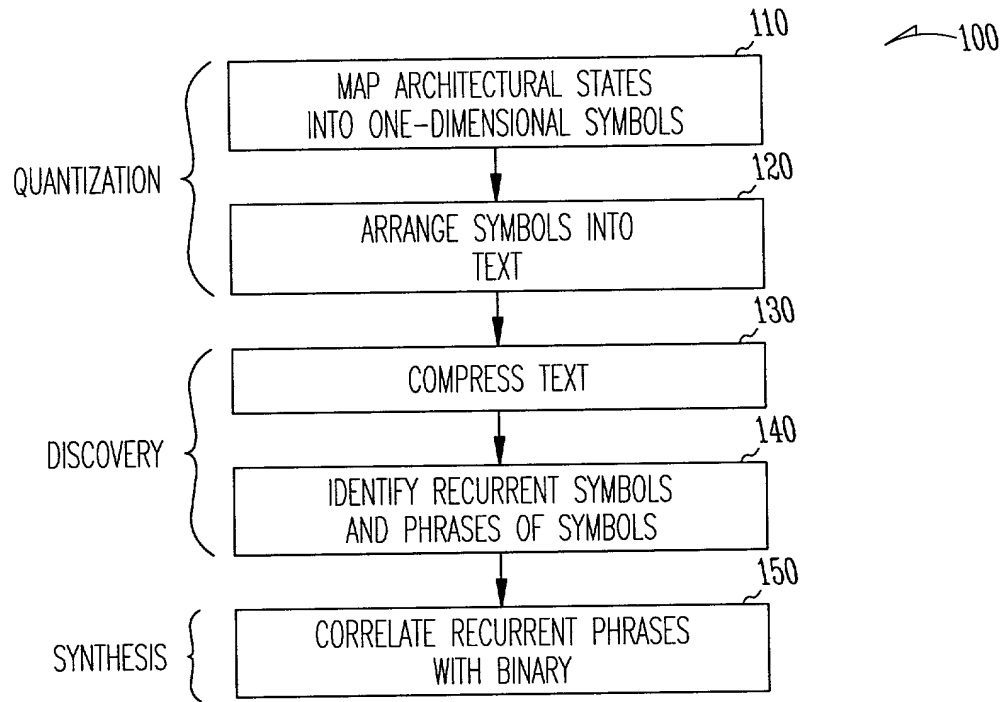 100
110
MAP ARCHITECTURAL STATES
INTO ONE-DIMENSIONAL SYMBOLS
QUANTIZATION
120
ARRANGE SYMBOLS INTO
TEXT
130
COMPRESS TEXT
DISCOVERY
140
IDENTIFY RECURRENT SYMBOLS
AND PHRASES OF SYMBOLS
150
CORRELATE RECURRENT PHRASES
WITH BINARY
SYNTHESIS